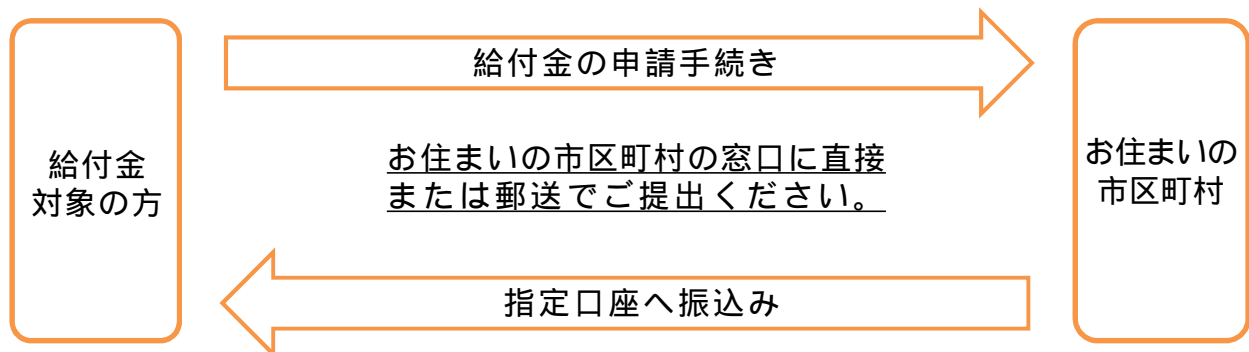 給付金の申請手続き
給付金
対象の方
お住まいの市区町村の窓口に直接
または郵送でご提出ください。
お住まいの
市区町村
指定口座へ振込み